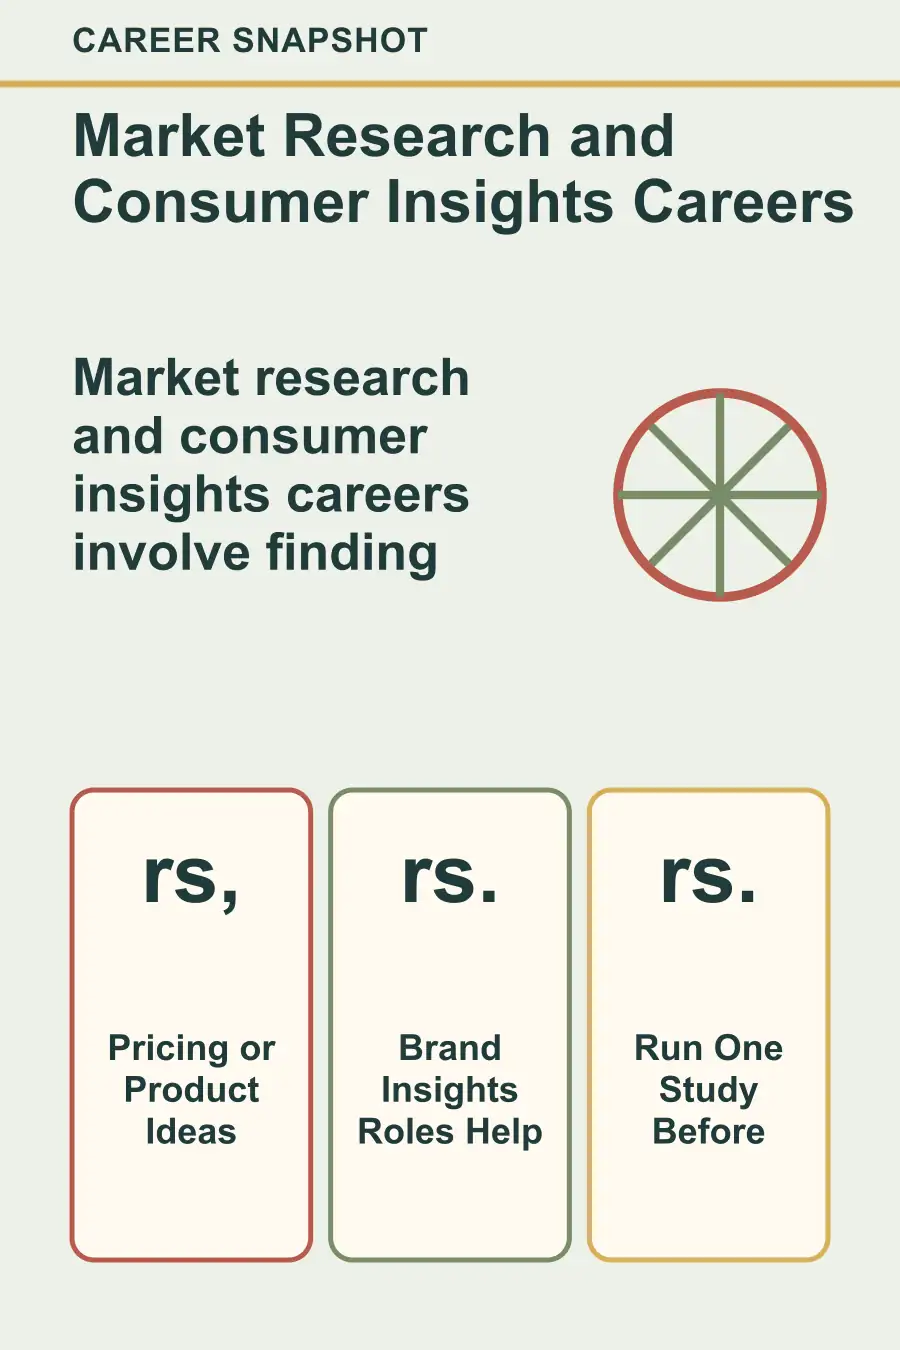 CAREER SNAPSHOT
Market Research and
Consumer Insights Careers
Market research
and consumer
insights careers
involve finding
rs,
Pricing or
Product
Ideas
rs.
Brand
Insights
Roles Help
rs.
Run One
Study
Before